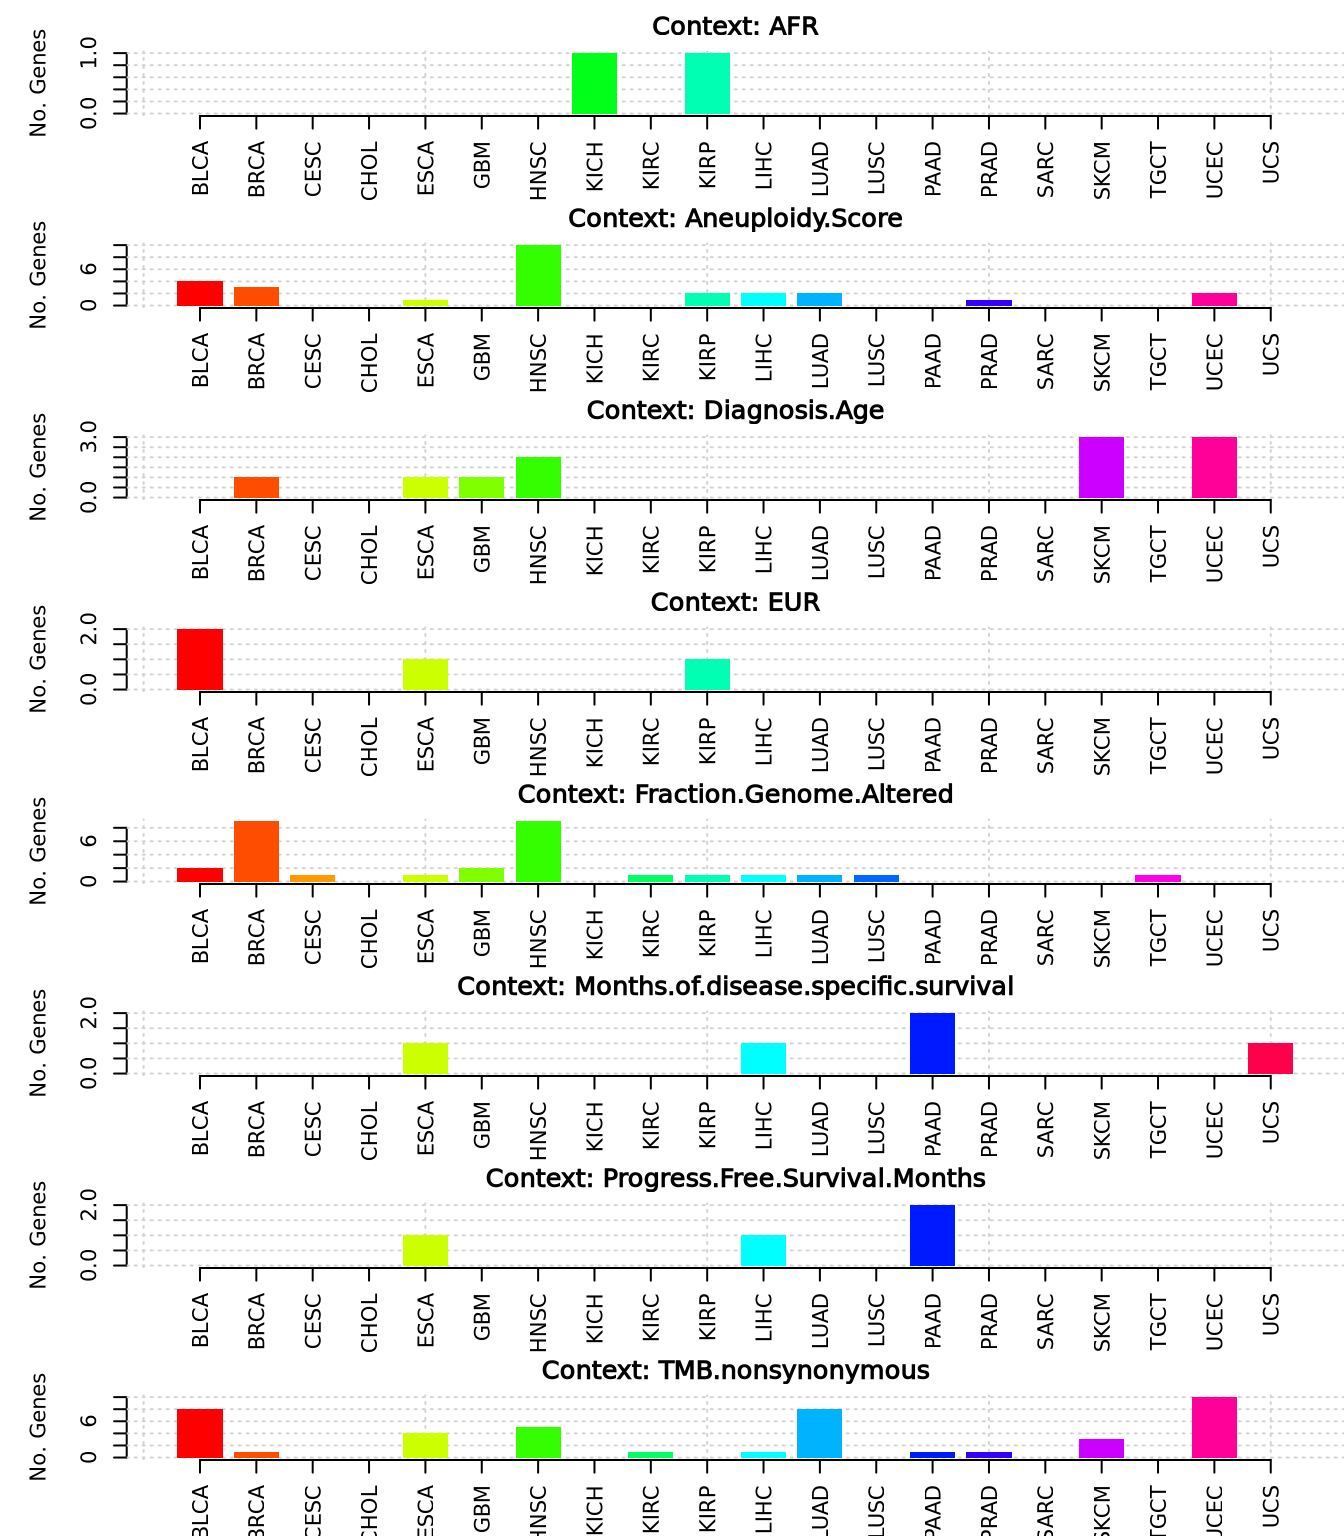 Context: AFR
No. Genes
0.0 1.0
BLCA BRCA CESC CHOL ESCA GBM HNSC KICH KIRC KIRP LIHC LUAD LUSC PAAD PRAD SARC SKCM TGCT UCEC UCS
Context: Aneuploidy.Score
No. Genes
0 6
BLCA BRCA CESC CHOL ESCA GBM HNSC KICH KIRC KIRP LIHC LUAD LUSC PAAD PRAD SARC SKCM TGCT UCEC UCS
Context: Diagnosis.Age
No. Genes
0.0 3.0
BLCA BRCA CESC CHOL ESCA GBM HNSC KICH KIRC KIRP LIHC LUAD LUSC PAAD PRAD SARC SKCM TGCT UCEC UCS
Context: EUR
No. Genes
0.0 2.0
BLCA BRCA CESC CHOL ESCA GBM HNSC KICH KIRC KIRP LIHC LUAD LUSC PAAD PRAD SARC SKCM TGCT UCEC UCS
Context: Fraction.Genome.Altered
No. Genes
0 6
BLCA BRCA CESC CHOL ESCA GBM HNSC KICH KIRC KIRP LIHC LUAD LUSC PAAD PRAD SARC SKCM TGCT UCEC UCS
Context: Months.of.disease.specific.survival
No. Genes
0.0 2.0
BLCA BRCA CESC CHOL ESCA GBM HNSC KICH KIRC KIRP LIHC LUAD LUSC PAAD PRAD SARC SKCM TGCT UCEC UCS
Context: Progress.Free.Survival.Months
No. Genes
0.0 2.0
BLCA BRCA CESC CHOL ESCA GBM HNSC KICH KIRC KIRP LIHC LUAD LUSC PAAD PRAD SARC SKCM TGCT UCEC UCS
Context: TMB.nonsynonymous
No. Genes
0 6
BLCA BRCA CESC CHOL ESCA GBM HNSC KICH KIRC KIRP LIHC LUAD LUSC PAAD PRAD SARC SKCM TGCT UCEC UCS